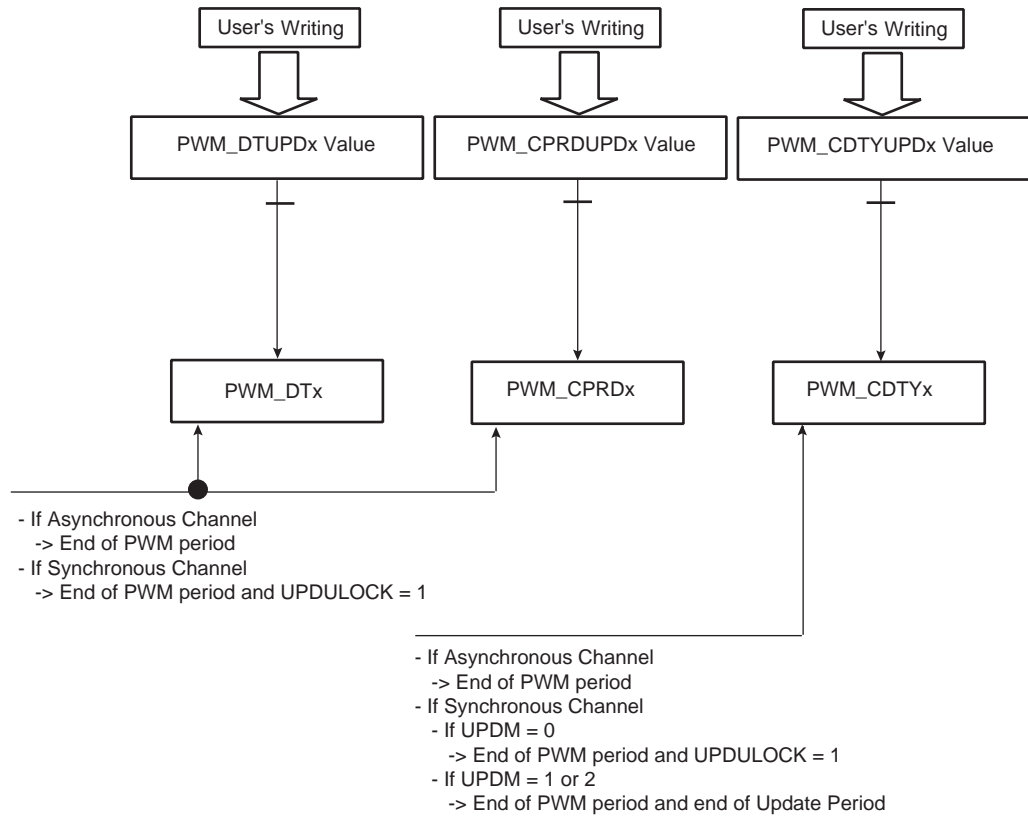 User's Writing
User's Writing
User's Writing
PWM_DTUPDx Value
PWM_CPRDUPDx Value
PWM_CDTYUPDx Value
PWM_DTx
PWM_CPRDx
PWM_CDTYx
- If Asynchronous Channel
-> End of PWM period
- If Synchronous Channel
-> End of PWM period and UPDULOCK = 1
- If Asynchronous Channel
-> End of PWM period
- If Synchronous Channel
- If UPDM = 0
-> End of PWM period and UPDULOCK = 1
- If UPDM = 1 or 2
-> End of PWM period and end of Update Period